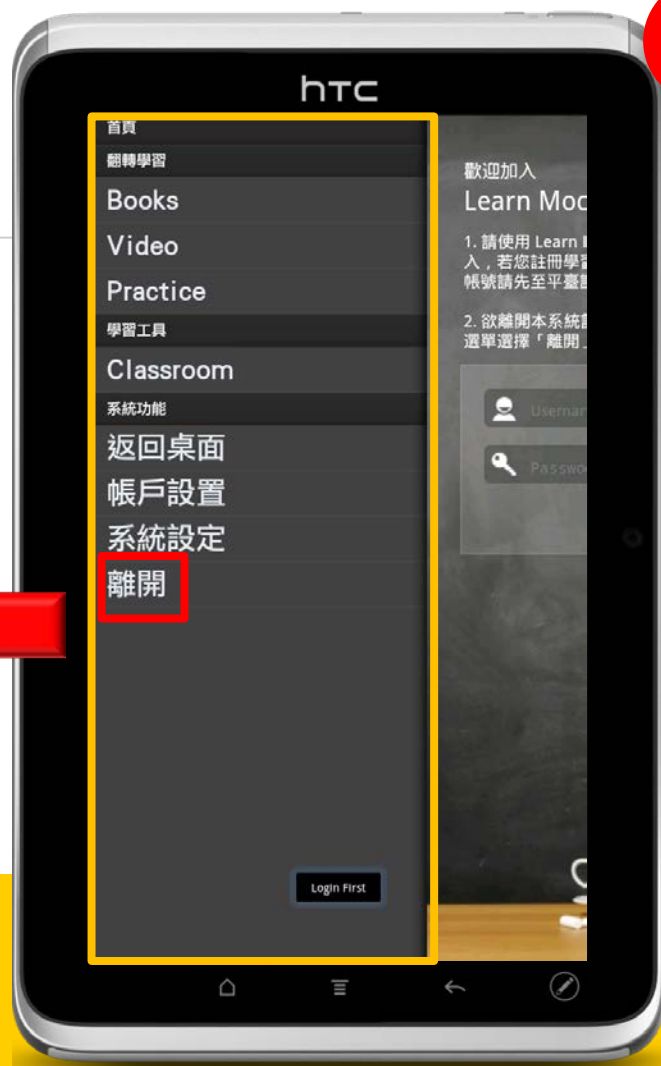 htc
首頁
翻轉學習
Books
Video
Practice
學習工具
Classroom
系統功能
返回桌面
帳戶設置
系統設定
離開
Login First
歡迎加入
Learn Moo
1. 請使用 Learn
入，若您註冊學
帳號請先至平臺
2. 欲離開本系統
選單選擇「離開」
Usernar
Passwo